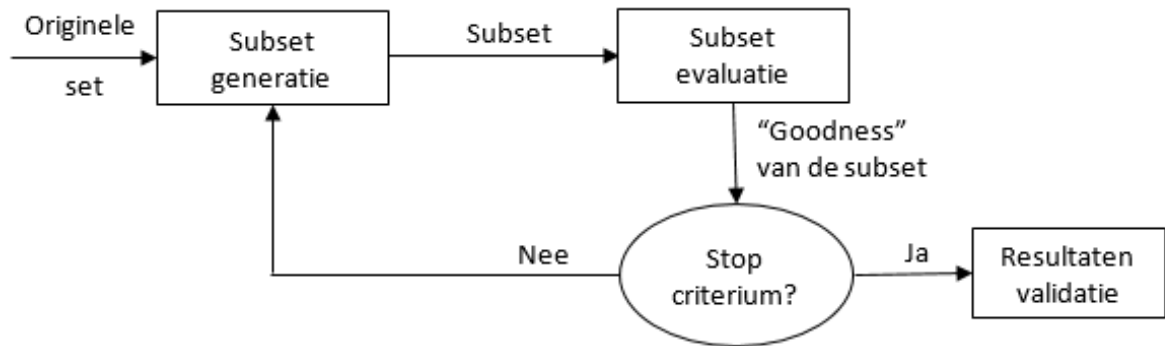 Originele
set
Subset
generatie
Subset
Subset
evaluatie
“Goodness”
van de subset
Nee
Stop
criterium?
Ja
Resultaten
validatie